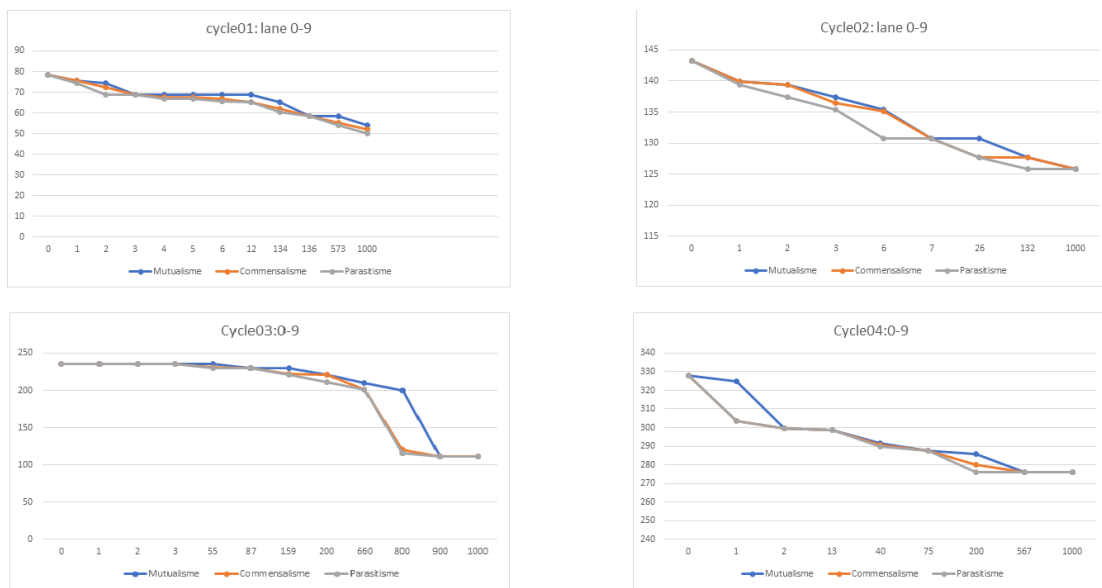 cycle01: lane 0-9
90
80
70
60
50
40
30
20
10
0
0 1 2 3 4 5 6 12 134 136 573 1000
Mutualisme Commensalisme Parasitisme
Cycle02: lane 0-9
145
140
135
130
125
120
115
0 1 2 3 6 7 26 132 1000
Mutualisme Commensalisme Parasitisme
Cycle03:0-9
250
200
150
100
50
0
0 1 2 3 55 87 159 200 660 800 900 1000
Mutualisme Commensalisme Parasitisme
Cycle04:0-9
340
330
320
310
300
290
280
270
260
250
240
0 1 2 13 40 75 200 567 1000
Mutualisme Commensalisme Parasitisme